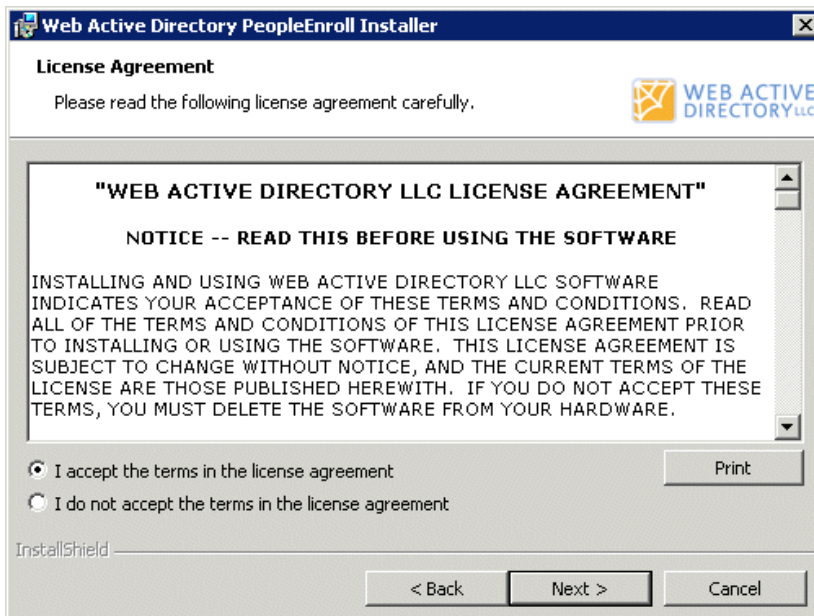 Web Active Directory PeopleEnroll Installer
License Agreement
Please read the following license agreement carefully.
WEB ACTIVE
DIRECTORY LLC
"WEB ACTIVE DIRECTORY LLC LICENSE AGREEMENT"
NOTICE -- READ THIS BEFORE USING THE SOFTWARE
INSTALLING AND USING WEB ACTIVE DIRECTORY LLC SOFTWARE
INDICATES YOUR ACCEPTANCE OF THESE TERMS AND CONDITIONS.  READ
ALL OF THE TERMS AND CONDITIONS OF THIS LICENSE AGREEMENT PRIOR
TO INSTALLING OR USING THE SOFTWARE.  THIS LICENSE AGREEMENT IS
SUBJECT TO CHANGE WITHOUT NOTICE, AND THE CURRENT TERMS OF THE
LICENSE ARE THOSE PUBLISHED HEREWITH.  IF YOU DO NOT ACCEPT THESE
TERMS, YOU MUST DELETE THE SOFTWARE FROM YOUR HARDWARE.
I accept the terms in the license agreement
Print
I do not accept the terms in the license agreement
InstallShield
< Back
Next >
Cancel